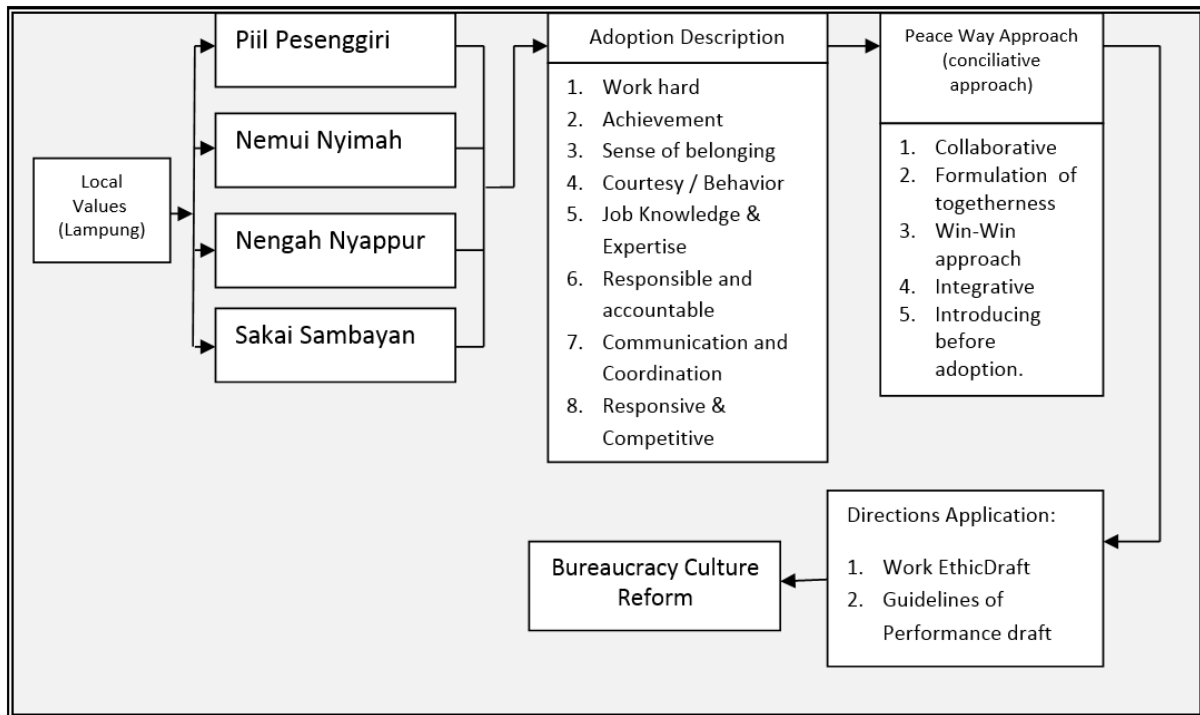 Local
Values
(Lampung)
Piil Pesenggiri
Nemui Nyimah
Nengah Nyappur
Sakai Sambayan
Adoption Description
1. Work hard
2. Achievement
3. Sense of belonging
4. Courtesy / Behavior
5. Job Knowledge &
Expertise
6. Responsible and
accountable
7. Communication and
Coordination
8. Responsive &
Competitive
Peace Way Approach
(conciliative
approach)
1. Collaborative
2. Formulation of
togetherness
3. Win-Win
approach
4. Integrative
5. Introducing
before
adoption.
Directions Application:
1. Work EthicDraft
2. Guidelines of
Performance draft
Bureaucracy Culture
Reform